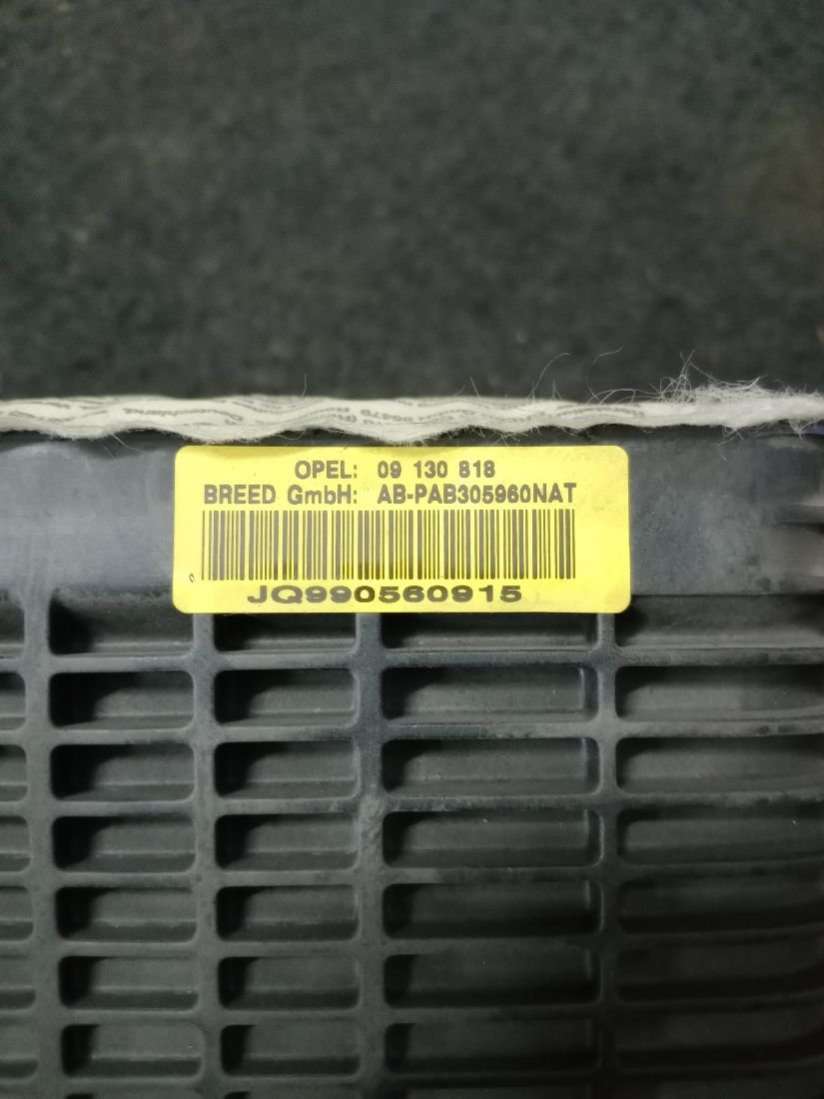 OPEL: 09 130 818
BREED GmbH: AB-PAB305960NAT
JQ990560915